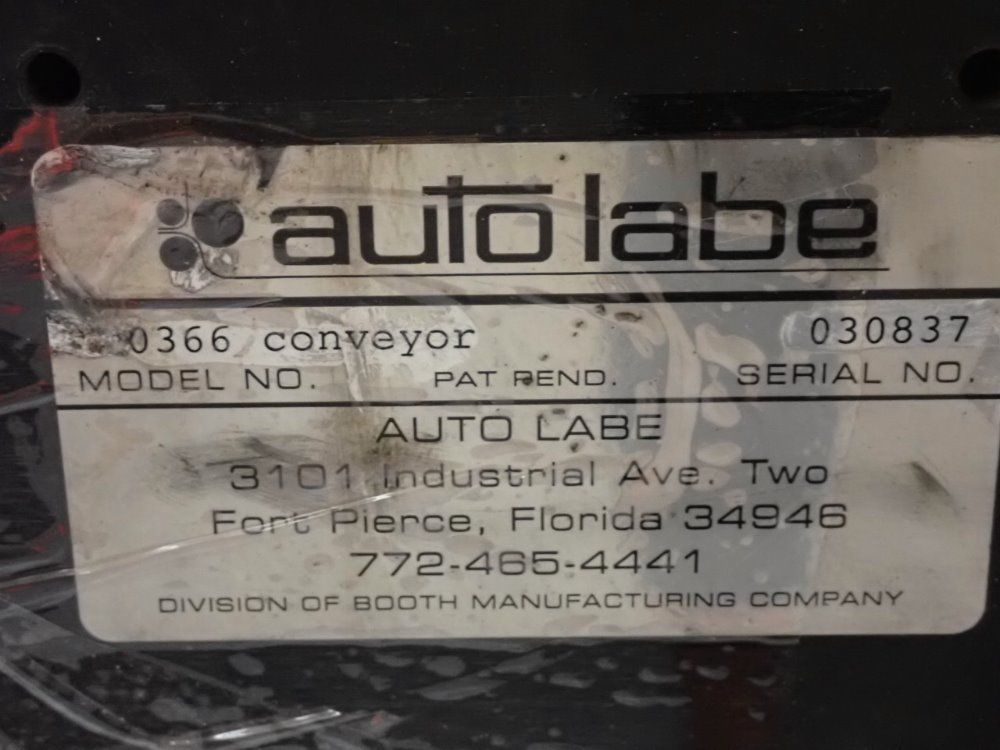 auto labe
0366 conveyor 030837
MODEL NO. PAT PEND. SERIAL NO.
AUTO LABE
3101 Industrial Ave. Two
Fort Pierce, Florida 34946
772-465-4441
DIVISION OF BOOTH MANUFACTURING COMPANY